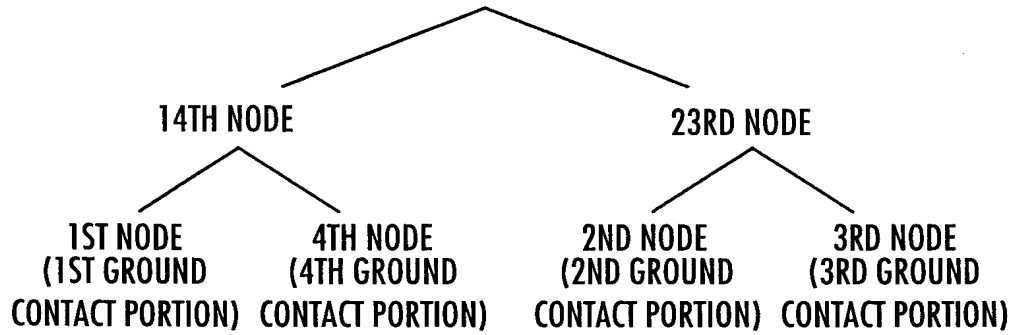 14TH NODE
23RD NODE
1ST NODE
(1ST GROUND
CONTACT PORTION)
4TH NODE
(4TH GROUND
CONTACT PORTION)
2ND NODE
(2ND GROUND
CONTACT PORTION)
3RD NODE
(3RD GROUND
CONTACT PORTION)